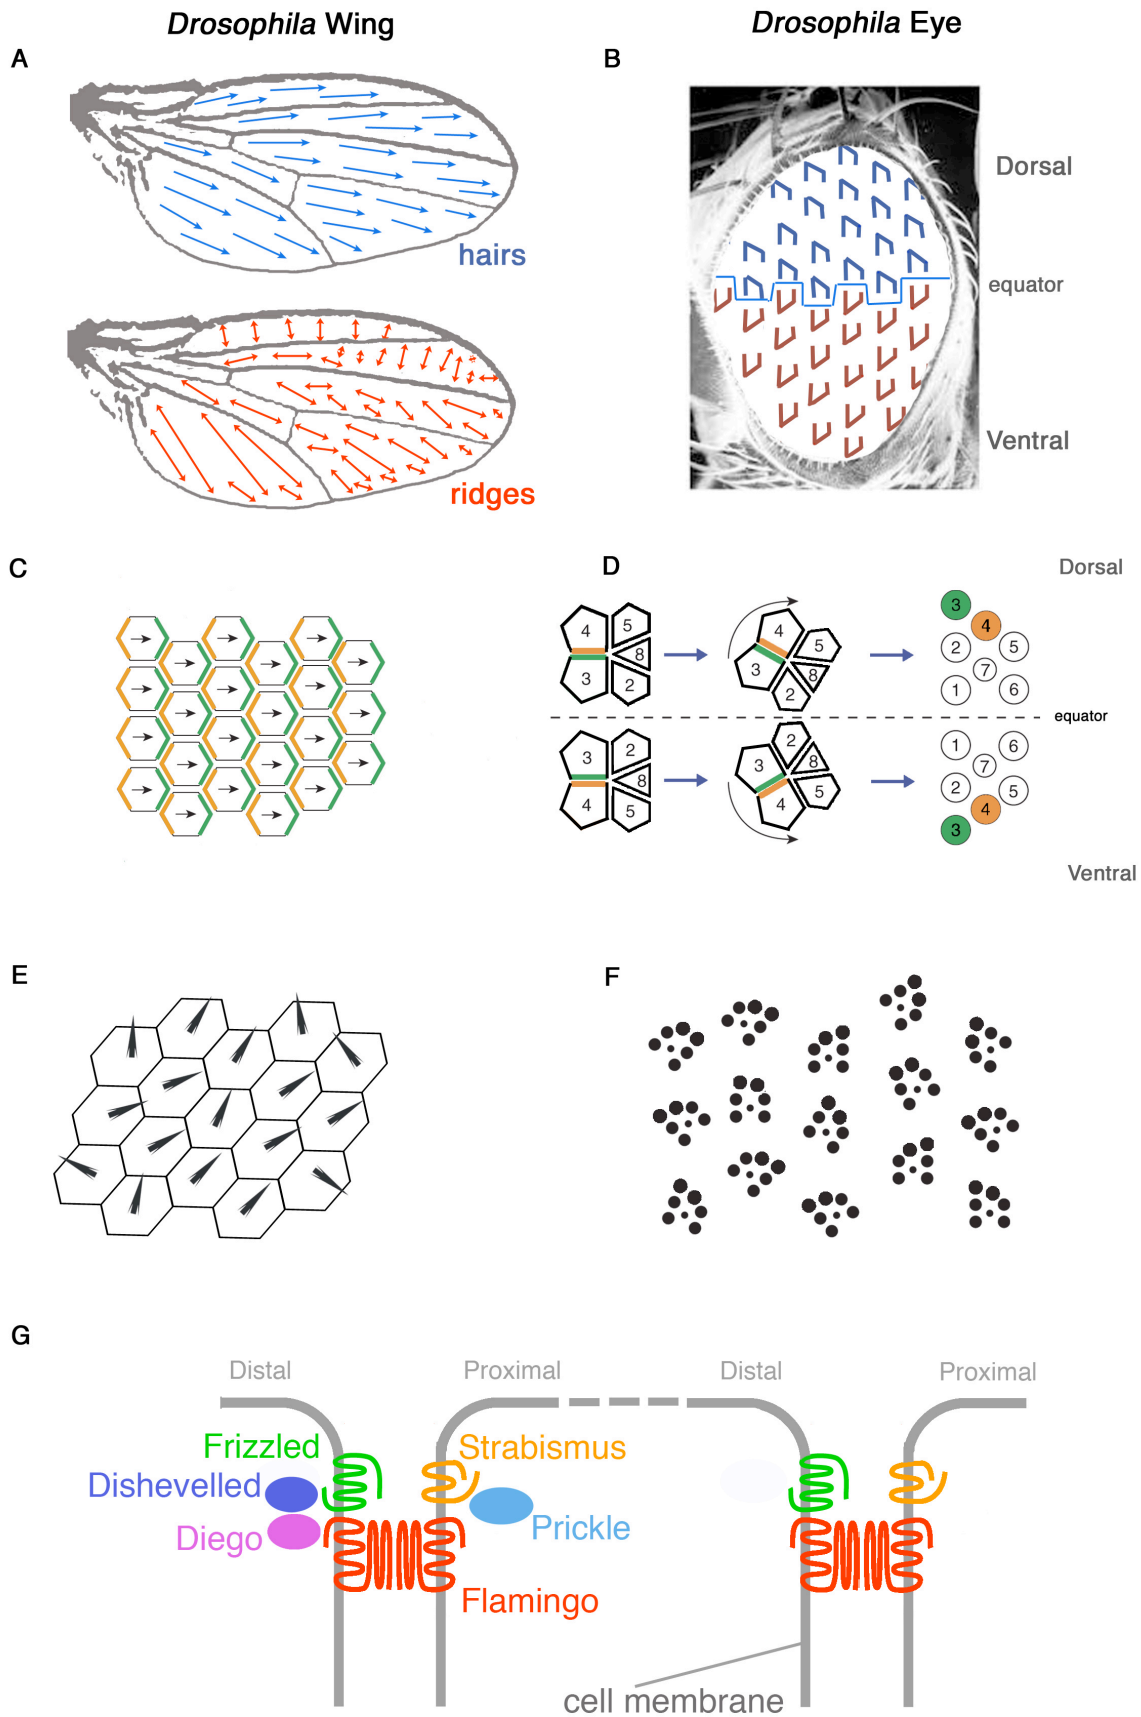 Drosophila Wing
Drosophila Eye
A
B
hairs
Dorsal
equator
Ventral
ridges
C
D
Dorsal
4
5
8
3
2
4
5
3
8
2
3
4
2
5
7
1
6
equator
3
2
8
4
5
2
3
8
4
5
1
6
7
2
5
4
3
Ventral
E
F
G
Distal
Proximal
Distal
Proximal
Frizzled
Strabismus
Dishevelled
Diego
Prickle
Flamingo
cell membrane